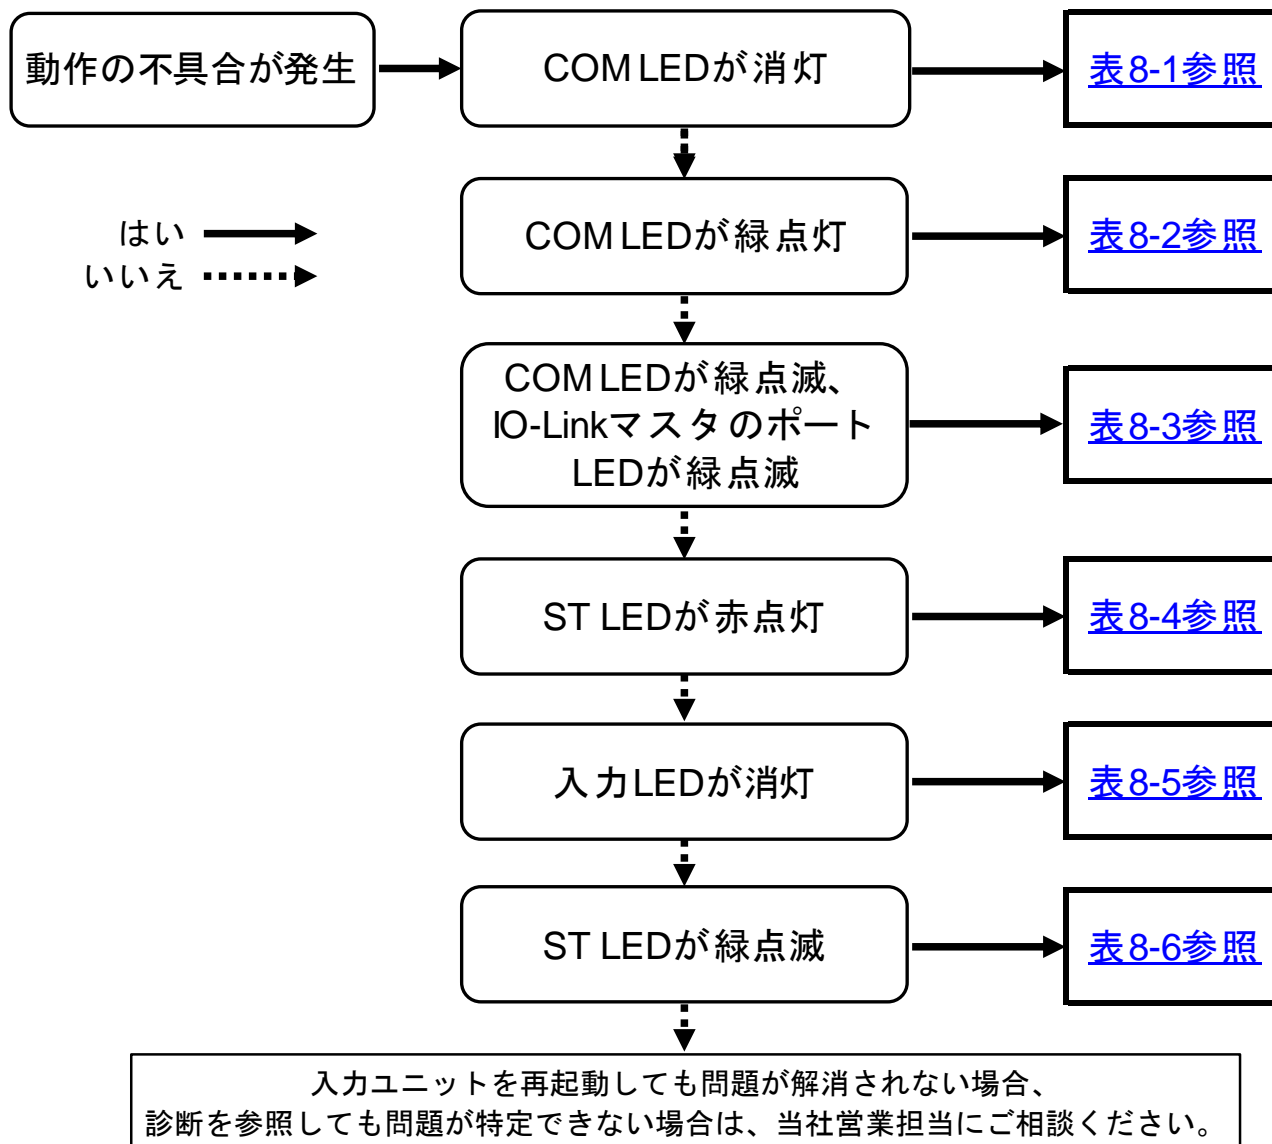 動作の不具合が発生
COM LEDが消灯
表8-1参照
はい
いいえ
COM LEDが緑点灯
表8-2参照
COM LEDが緑点滅、
IO-Linkマスタのポート
LEDが緑点滅
表8-3参照
ST LEDが赤点灯
表8-4参照
入力LEDが消灯
表8-5参照
ST LEDが緑点滅
表8-6参照
入力ユニットを再起動しても問題が解消されない場合、
診断を参照しても問題が特定できない場合は、当社営業担当にご相談ください。